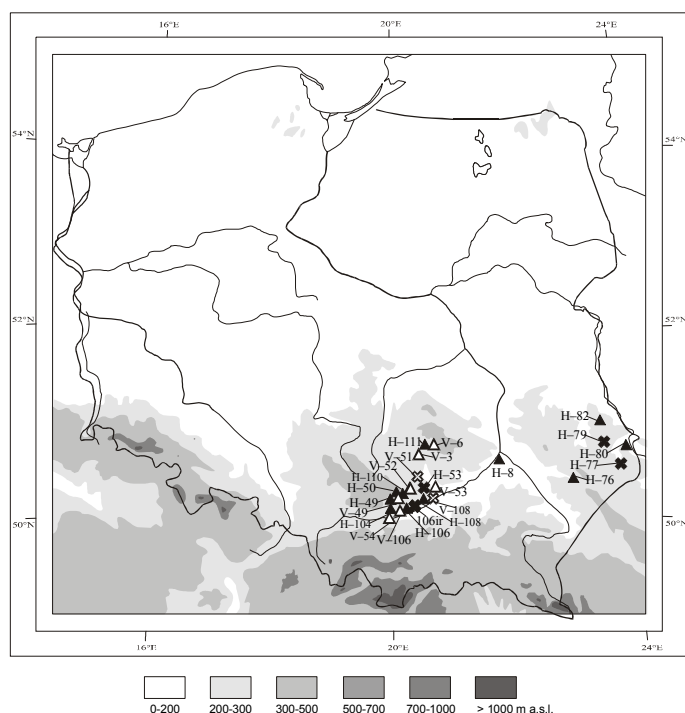 16°E 20°E 24°E
54°N 54°N
52°N 52°N
H–82
H–79
H–111 V–6
V–51 V–3
H–80
V–52 H–53 H–8 H–77
H–110 H–76
H–50 V–53
H–49
V–49 V–108
50°N 50°N
H–104 106ir H–108
V–54 V–106 H–106
16°E 20°E 24°E
0-200 200-300 300-500 500-700 700-1000 > 1000 m a.s.l.